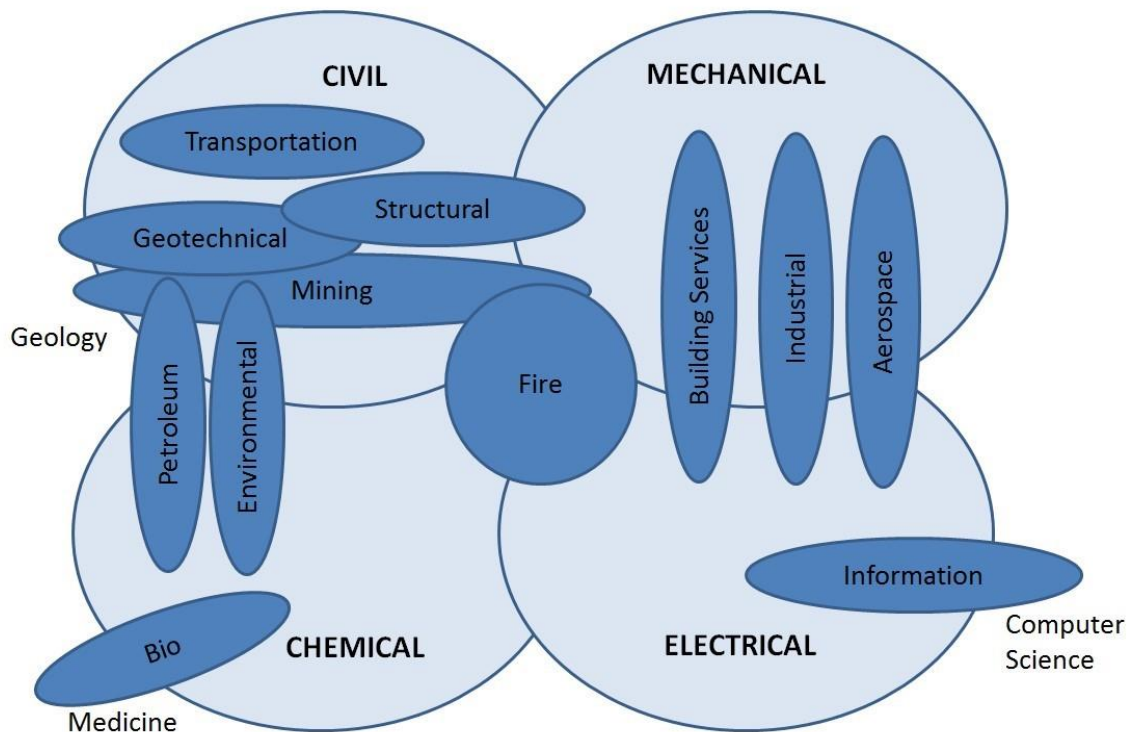 CIVIL
MECHANICAL
Transportation
Structural
Geotechnical
Mining
Geology
Building Services
Industrial
Aerospace
Fire
Petroleum
Environmental
Information
Bio
CHEMICAL
ELECTRICAL
Computer
Science
Medicine